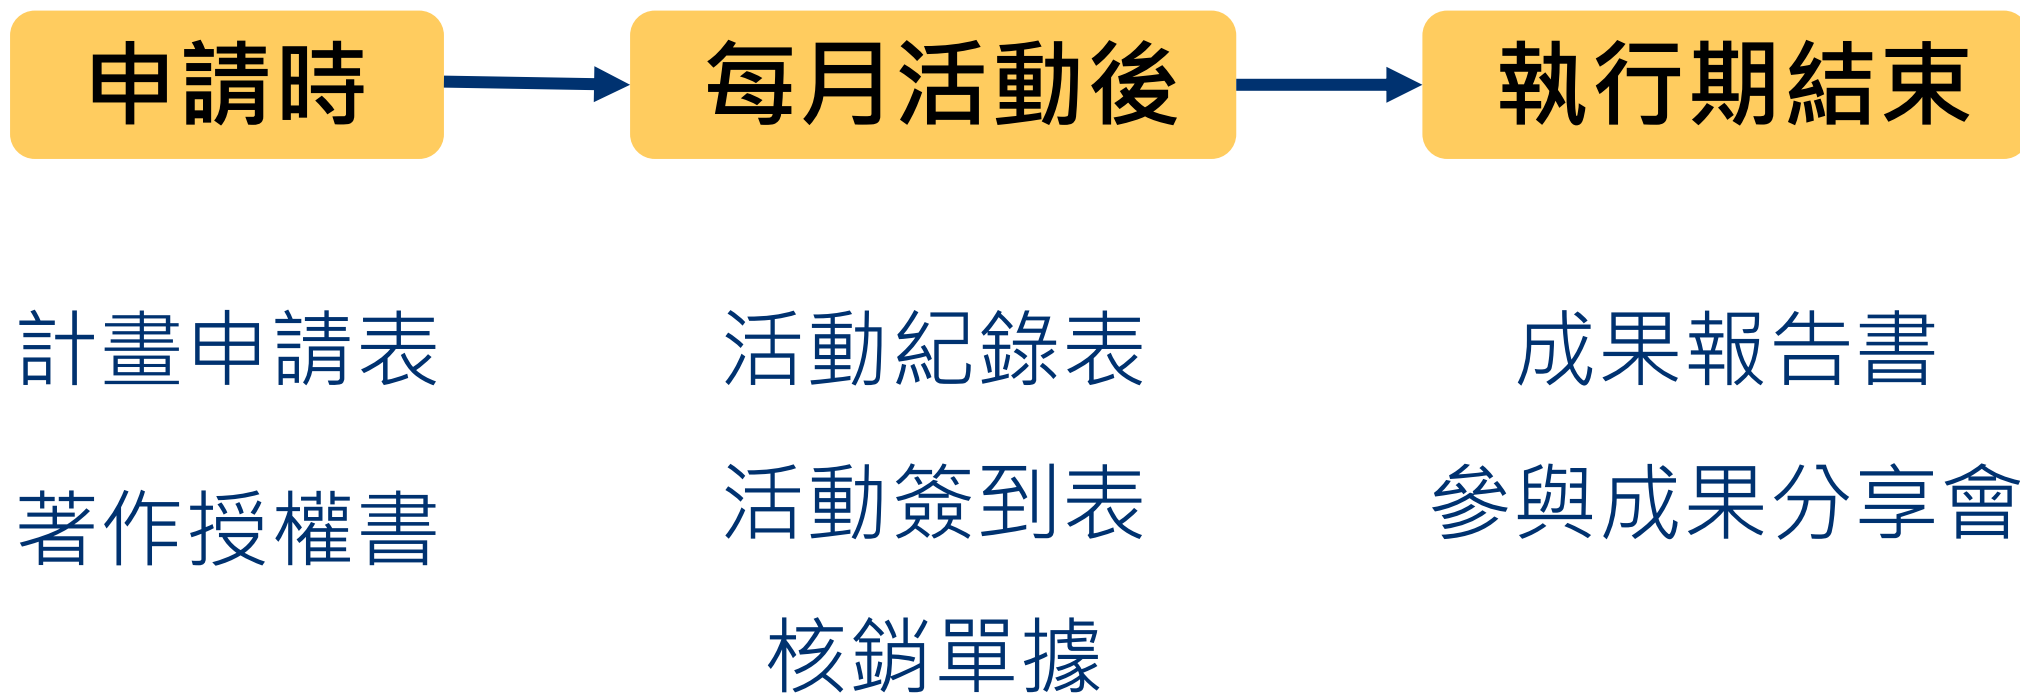 申請時
每月活動後
執行期結束
計畫申請表
著作授權書
活動紀錄表
活動簽到表
核銷單據
成果報告書
參與成果分享會